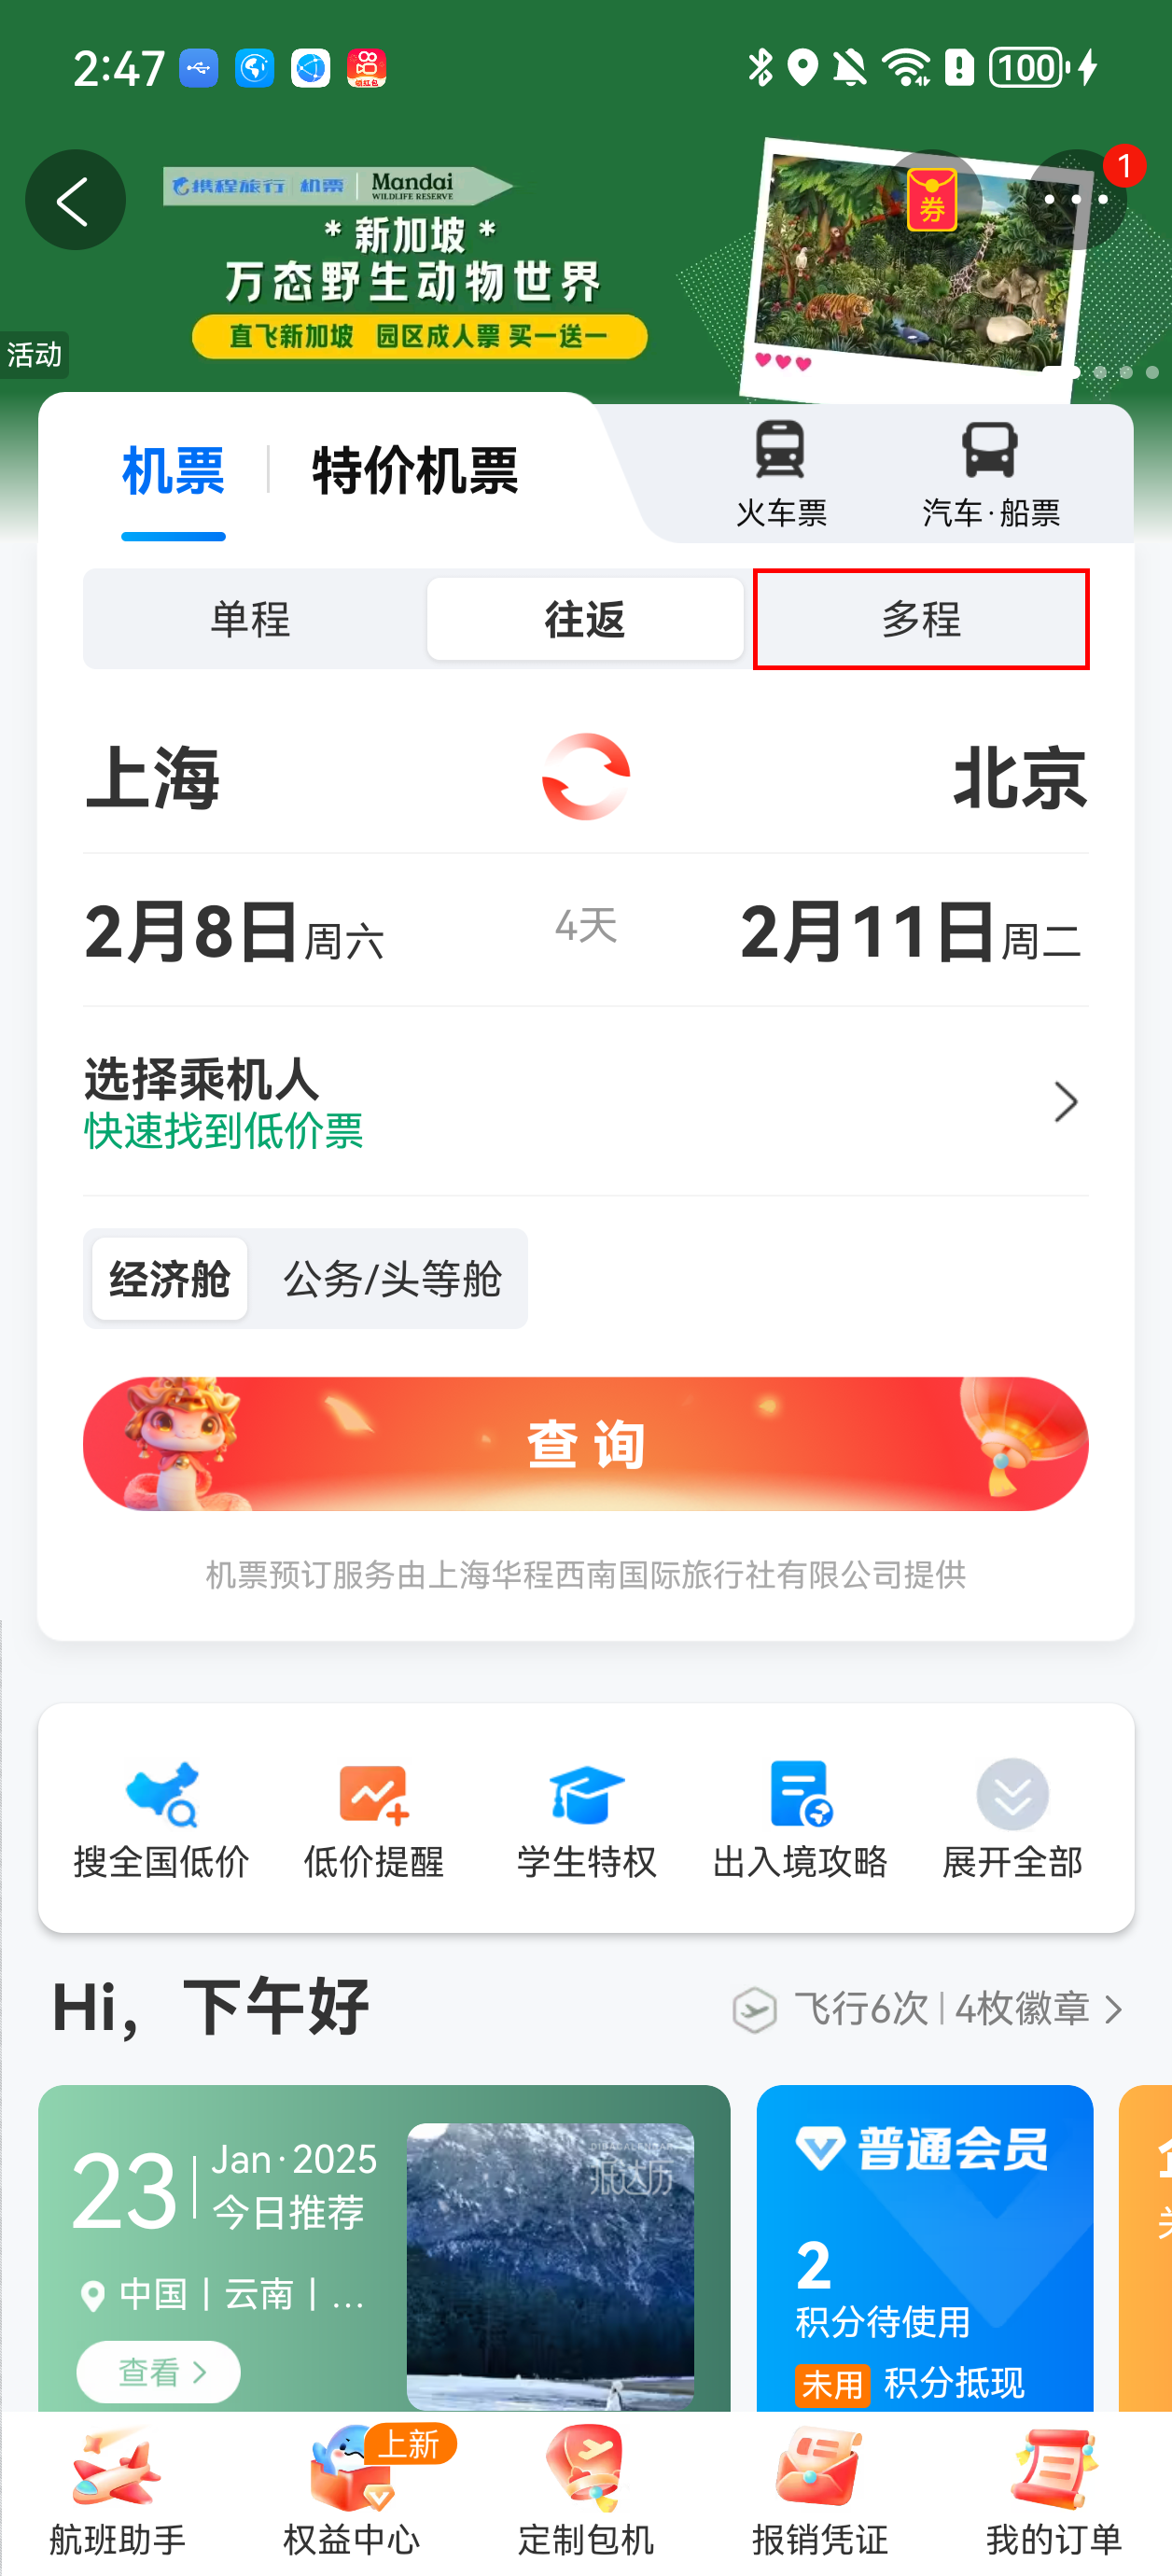 2:47
100
携程旅行 机票 Mandai
WILDLIFE RESERVE
券
1
* 新加坡 *
万态野生动物世界
直飞新加坡 园区成人票 买一送一
活动
机票 特价机票
火车票 汽车·船票
单程 往返 多程
上海 北京
2月8日周六 4天 2月11日周二
选择乘机人
快速找到低价票
经济舱 公务/头等舱
查询
机票预订服务由上海华程西南国际旅行社有限公司提供
搜全国低价 低价提醒 学生特权 出入境攻略 展开全部
Hi，下午好
飞行6次 | 4枚徽章
23 Jan·2025
今日推荐
中国 | 云南 | ...
查看
普通会员
2
积分待使用
未用 积分抵现
上新
航班助手 权益中心 定制包机 报销凭证 我的订单